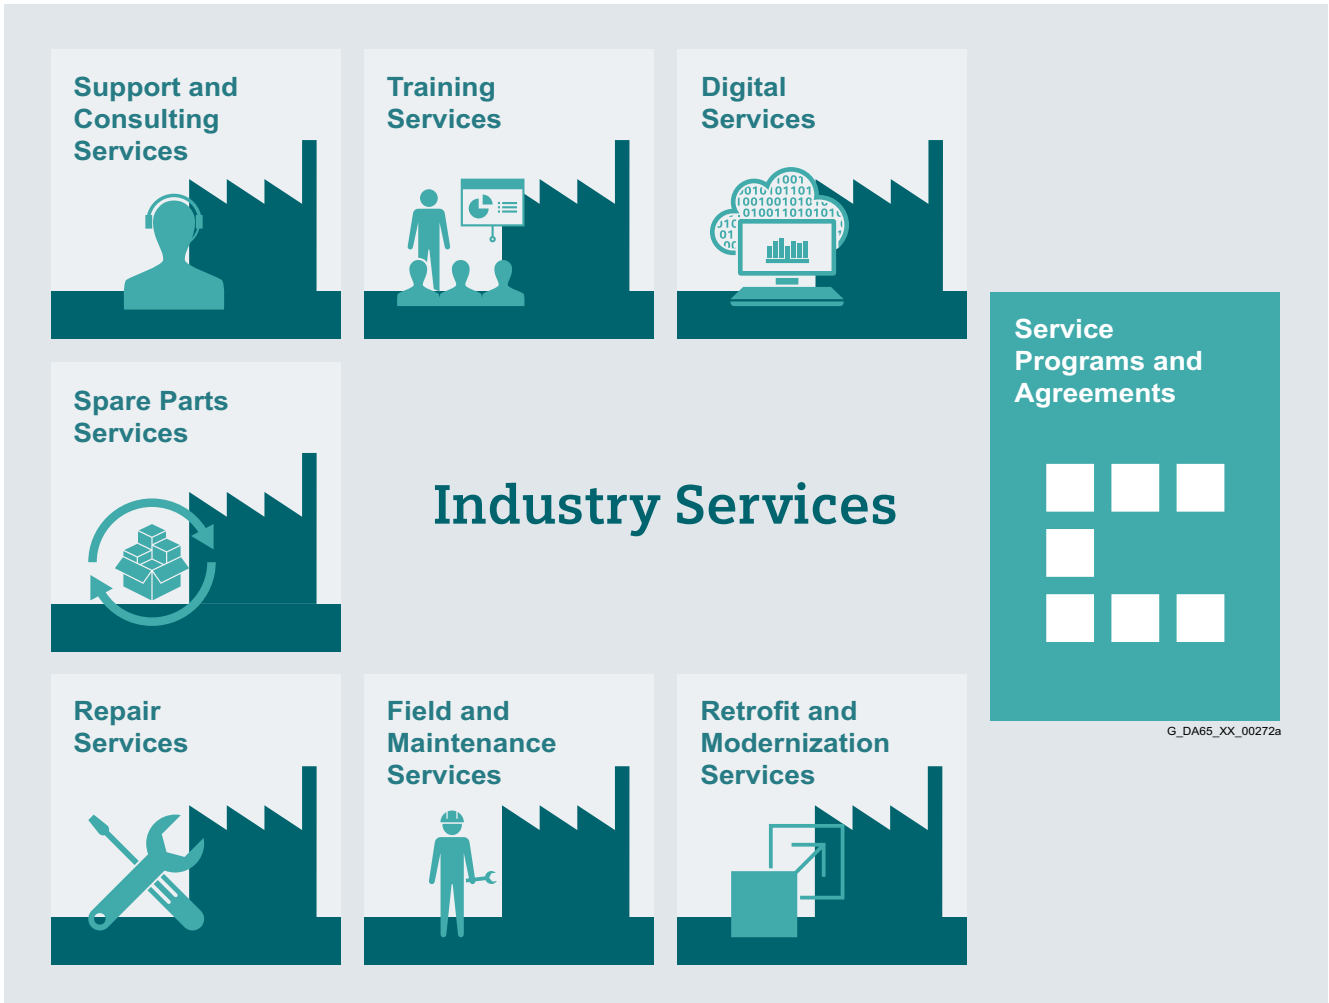 Support and
Consulting
Services
Training
Services
Digital
Services
Service
Programs and
Agreements
Spare Parts
Services
Industry Services
Repair
Services
Field and
Maintenance
Services
Retrofit and
Modernization
Services
G_DA65_XX_00272a